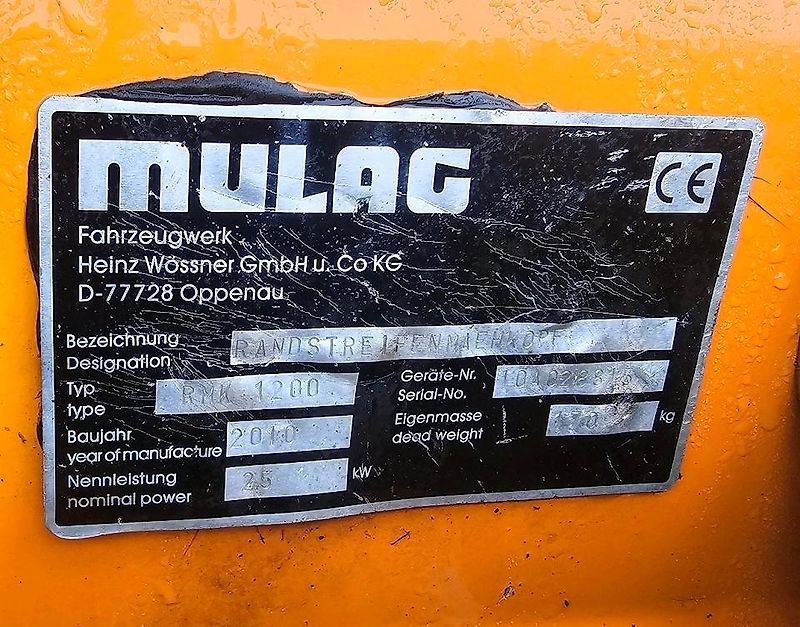 MULAG
CE
Fahrzeugwerk
Heinz Wössner GmbH u. Co KG
D-77728 Oppenau
Bezeichnung RANDSTREIFENMAEHKOPF
Designation
Typ RMK 1200 Geräte-Nr.
type Serial-No.
Baujahr 2010 Eigenmasse kg
year of manufacture dead weight
Nennleistung 25 kW
nominal power